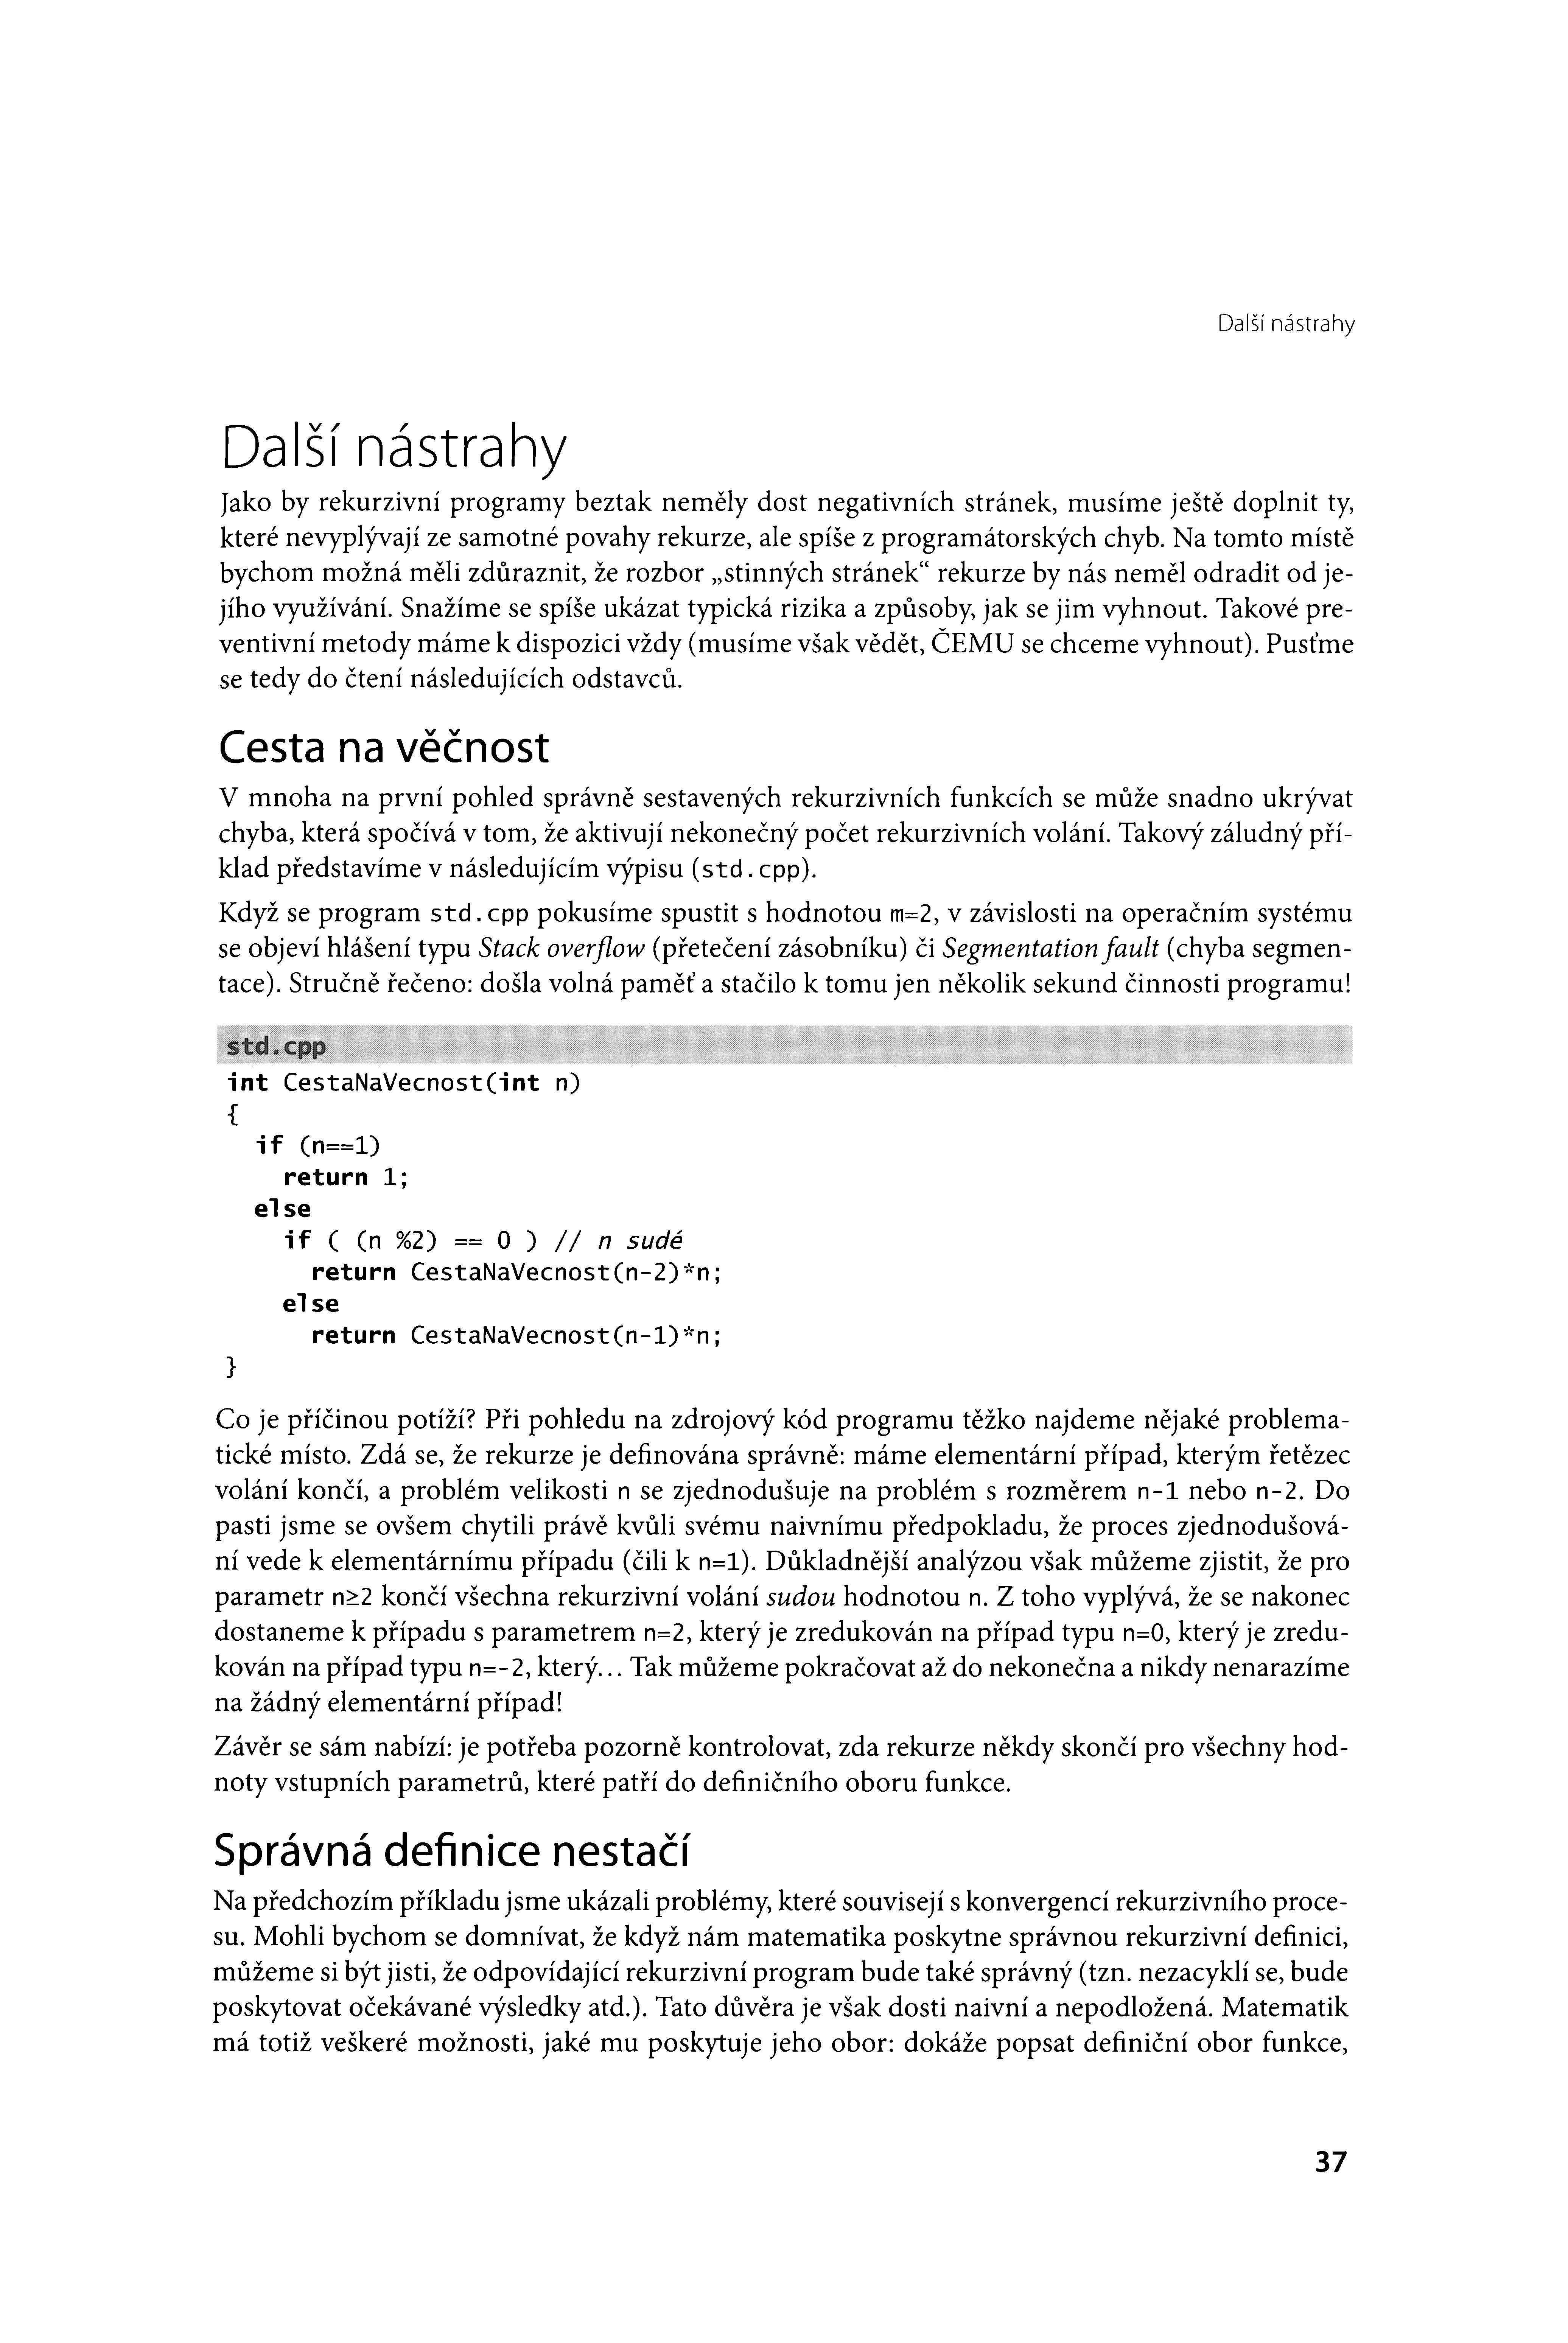 Další nástrahy
Další nástrahy
Jako by rekurzivní programy beztak neměly dost negativních stránek, musíme ještě doplnit ty,
které nevyplývají ze samotné povahy rekurze, ale spíše z programátorských chyb. Na tomto místě
bychom možná měli zdůraznit, že rozbor „stinných stránek“ rekurze by nás neměl odradit od je-
jího využívání. Snažíme se spíše ukázat typická rizika a způsoby, jak se jim vyhnout. Takové pre-
ventivní metody máme k dispozici vždy (musíme však vědět, ČEMU se chceme vyhnout). Pusťme
se tedy do čtení následujících odstavců.
Cesta na věčnost
V mnoha na první pohled správně sestavených rekurzivních funkcích se může snadno ukrývat
chyba, která spočívá v tom, že aktivují nekonečný počet rekurzivních volání. Takový záludný pří-
klad představíme v následujícím výpisu (std.cpp).
Když se program std.cpp pokusíme spustit s hodnotou m=2, v závislosti na operačním systému
se objeví hlášení typu Stack overflow (přetečení zásobníku) či Segmentation fault (chyba segmen-
tace). Stručně řečeno: došla volná paměť a stačilo k tomu jen několik sekund činnosti programu!
std.cpp
int CestaNaVecnost(int n)
{
  if (n==1)
    return 1;
  else
    if ( (n %2) == 0 ) // n sudé
      return CestaNaVecnost(n-2)*n;
    else
      return CestaNaVecnost(n-1)*n;
}
Co je příčinou potíží? Při pohledu na zdrojový kód programu těžko najdeme nějaké problema-
tické místo. Zdá se, že rekurze je definována správně: máme elementární případ, kterým řetězec
volání končí, a problém velikosti n se zjednodušuje na problém s rozměrem n-1 nebo n-2. Do
pasti jsme se ovšem chytili právě kvůli svému naivnímu předpokladu, že proces zjednodušová-
ní vede k elementárnímu případu (čili k n=1). Důkladnější analýzou však můžeme zjistit, že pro
parametr n≥2 končí všechna rekurzivní volání sudou hodnotou n. Z toho vyplývá, že se nakonec
dostaneme k případu s parametrem n=2, který je zredukován na případ typu n=0, který je zredu-
kován na případ typu n=-2, který… Tak můžeme pokračovat až do nekonečna a nikdy nenarazíme
na žádný elementární případ!
Závěr se sám nabízí: je potřeba pozorně kontrolovat, zda rekurze někdy skončí pro všechny hod-
noty vstupních parametrů, které patří do definičního oboru funkce.
Správná definice nestačí
Na předchozím příkladu jsme ukázali problémy, které souvisejí s konvergencí rekurzivního proce-
su. Mohli bychom se domnívat, že když nám matematika poskytne správnou rekurzivní definici,
můžeme si být jisti, že odpovídající rekurzivní program bude také správný (tzn. nezacyklí se, bude
poskytovat očekávané výsledky atd.). Tato důvěra je však dosti naivní a nepodložená. Matematik
má totiž veškeré možnosti, jaké mu poskytuje jeho obor: dokáže popsat definiční obor funkce,
37